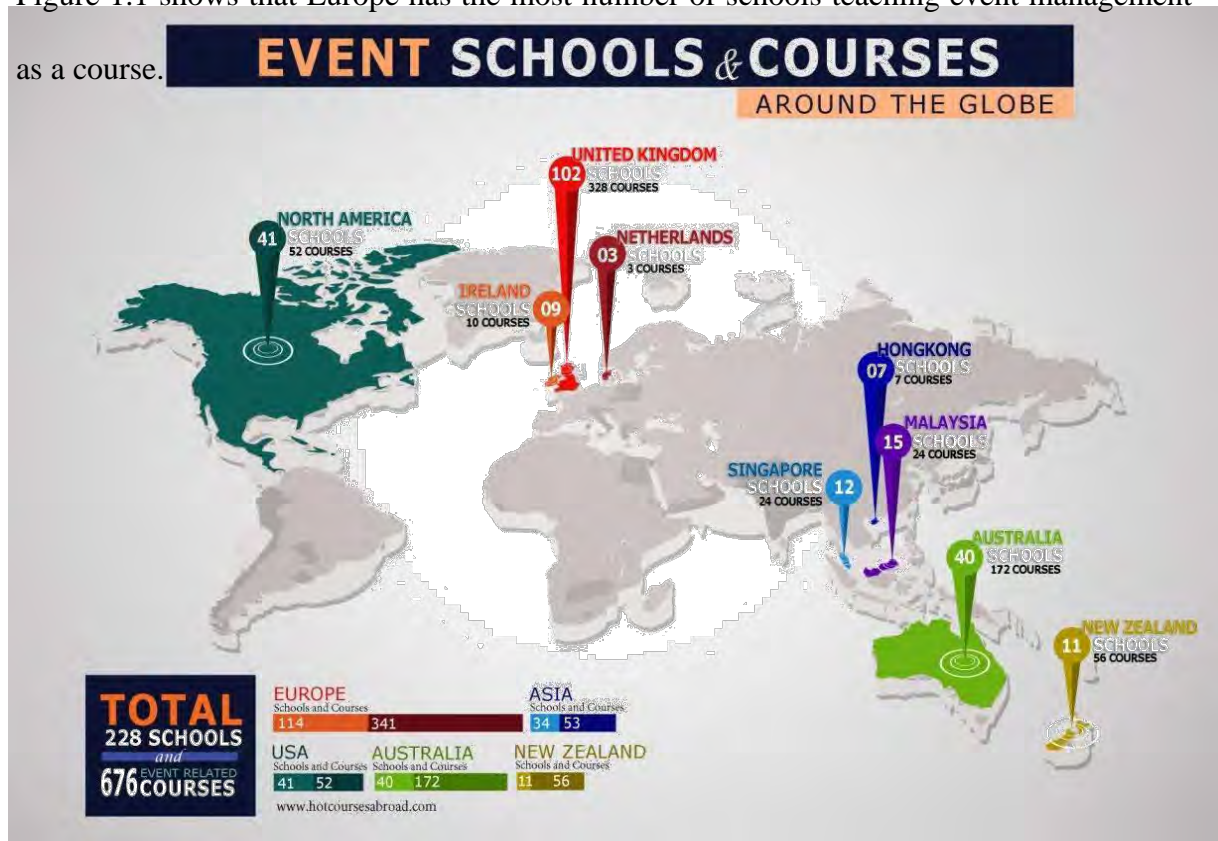 Figure 1.1 shows that Europe has the most number of schools teaching event management
as a course.
EVENT SCHOOLS & COURSES
AROUND THE GLOBE
UNITED KINGDOM
102 SCHOOLS
328 COURSES
NORTH AMERICA
41 SCHOOLS
52 COURSES
NETHERLANDS
03 SCHOOLS
3 COURSES
IRELAND
SCHOOLS 09
10 COURSES
HONGKONG
07 SCHOOLS
7 COURSES
MALAYSIA
15 SCHOOLS
24 COURSES
SINGAPORE
SCHOOLS 12
24 COURSES
AUSTRALIA
40 SCHOOLS
172 COURSES
NEW ZEALAND
11 SCHOOLS
56 COURSES
TOTAL
228 SCHOOLS
and
676 EVENT RELATED
COURSES
EUROPE
Schools and Courses
114 341
ASIA
Schools and Courses
34 53
USA
Schools and Courses
41 52
AUSTRALIA
Schools and Courses
40 172
NEW ZEALAND
Schools and Courses
11 56
www.hotcoursesabroad.com